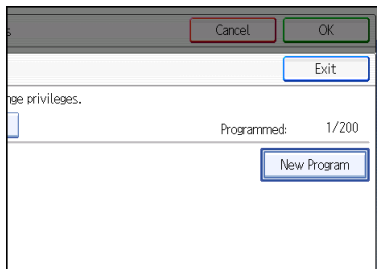 s Cancel OK
Exit
nge privileges.
Programmed: 1/200
New Program